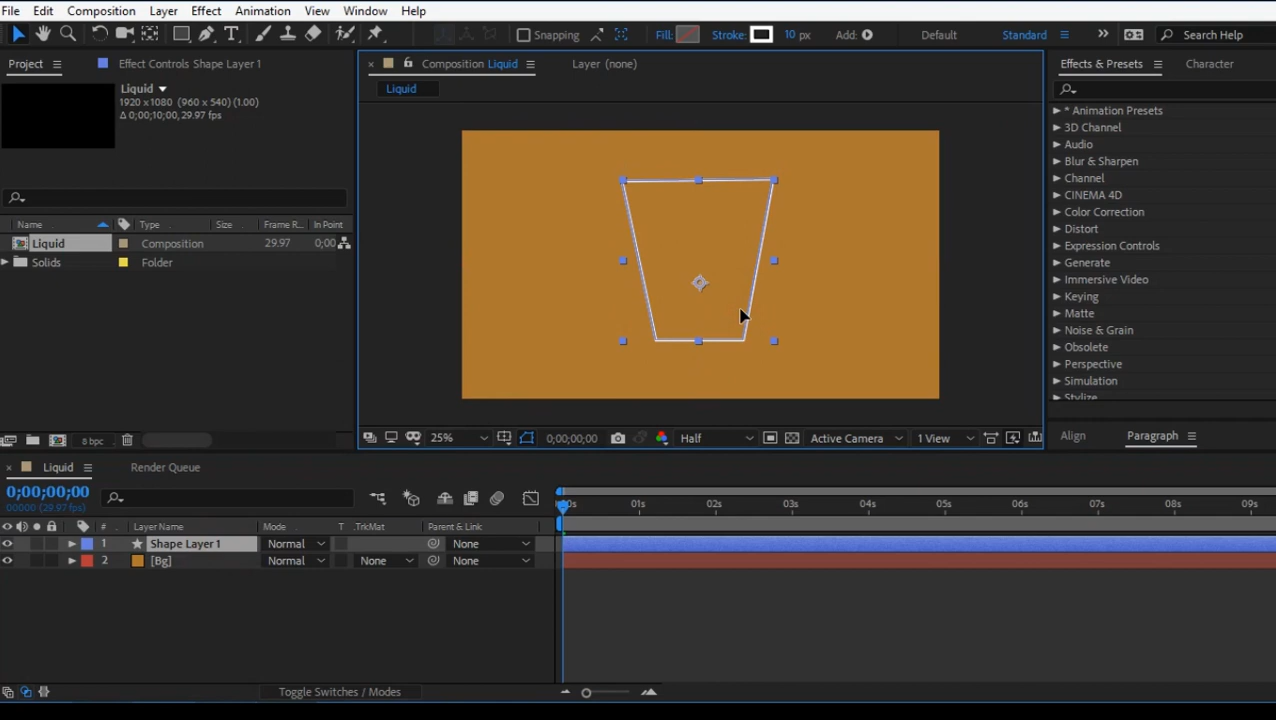 File Edit Composition Layer Effect Animation View Window Help
Snapping Fill: Stroke: 10 px Add: Default Standard Search Help
Project Effect Controls Shape Layer 1
Composition Liquid Layer (none)
Effects & Presets Character
Liquid
1920 x 1080 (960 x 540) (1.00)
Δ 0;00;10;00, 29.97 fps
Liquid
* Animation Presets
3D Channel
Audio
Blur & Sharpen
Channel
CINEMA 4D
Color Correction
Distort
Expression Controls
Generate
Immersive Video
Keying
Matte
Noise & Grain
Obsolete
Perspective
Simulation
Stylize
Name Type Size Frame R... In Point
Liquid Composition 29.97 0;00
Solids Folder
8 bpc
25% 0;00;00;00 Half Active Camera 1 View
Align Paragraph
Liquid Render Queue
0;00;00;00
00000 (29.97 fps)
:00s 01s 02s 03s 04s 05s 06s 07s 08s 09s
# Layer Name Mode T .TrkMat Parent & Link
1 Shape Layer 1 Normal None
2 [Bg] Normal None None
Toggle Switches / Modes